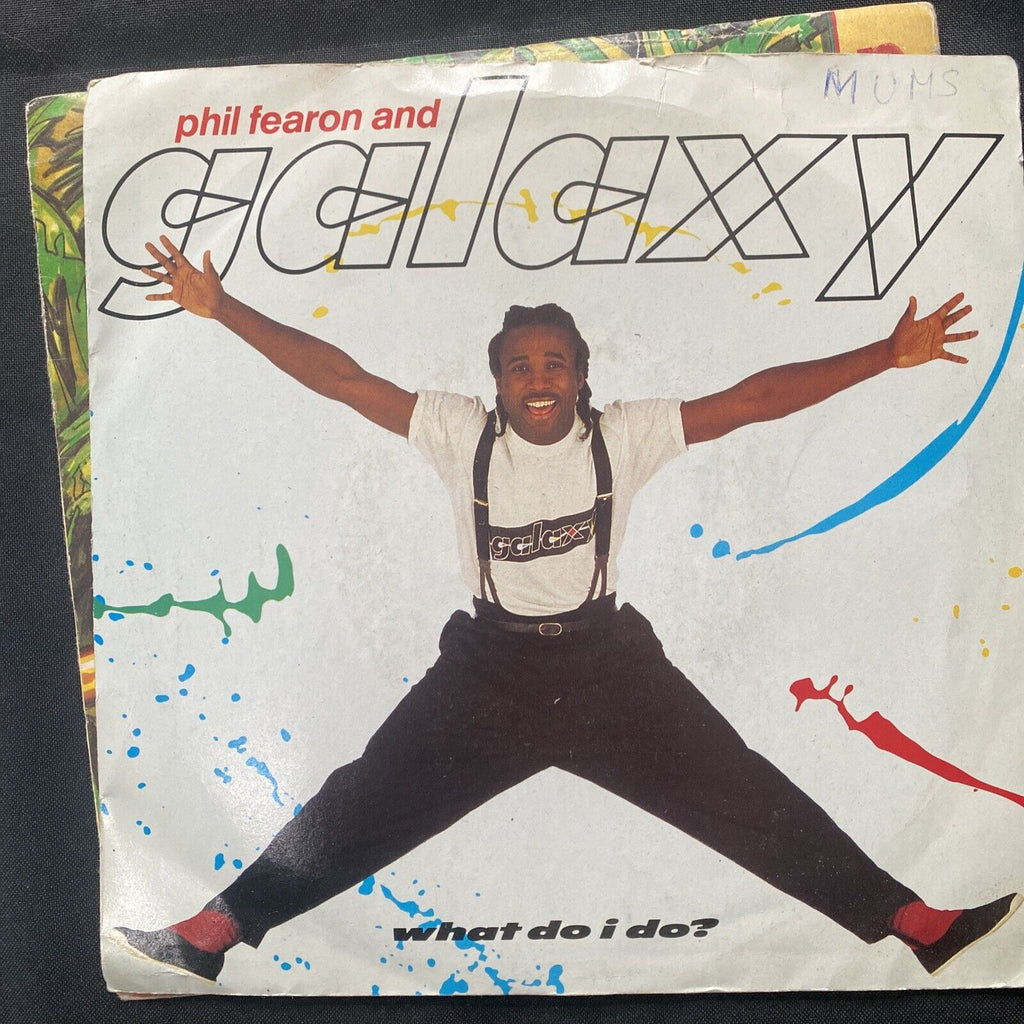 MUMS
phil fearon and
galaxy
galaxy
what do i do?